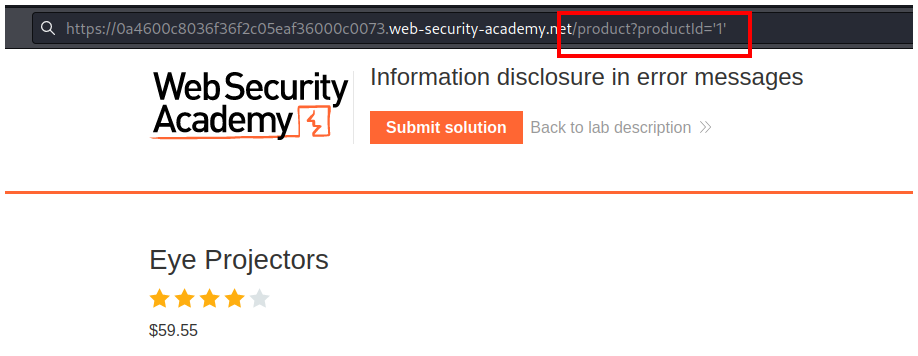 https://0a4600c8036f36f2c05eaf36000c0073.web-security-academy.net/product?productId='1'
Information disclosure in error messages
Web Security
Academy
Submit solution
Back to lab description
Eye Projectors
$59.55